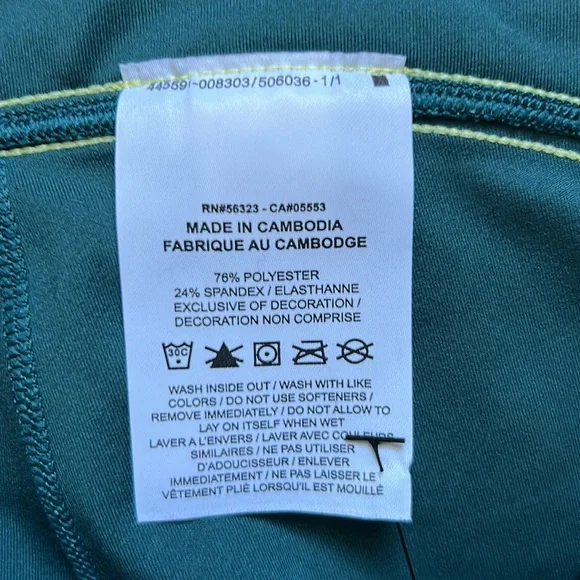 008303/506036-1/1
RN#56323 - CA#05553
MADE IN CAMBODIA
FABRIQUE AU CAMBODGE
76% POLYESTER
24% SPANDEX / ELASTHANNE
EXCLUSIVE OF DECORATION /
DECORATION NON COMPRISE
30C
WASH INSIDE OUT / WASH WITH LIKE
COLORS / DO NOT USE SOFTENERS /
REMOVE IMMEDIATELY / DO NOT ALLOW TO
LAY ON ITSELF WHEN WET
LAVER A L'ENVERS / LAVER AVEC COULEURS
SIMILAIRES / NE PAS UTILISER
D'ADOUCISSEUR / ENLEVER
IMMEDIATEMENT / NE PAS LAISSER LE
VÊTEMENT PLIÉ LORSQU'IL EST MOUILLÉ